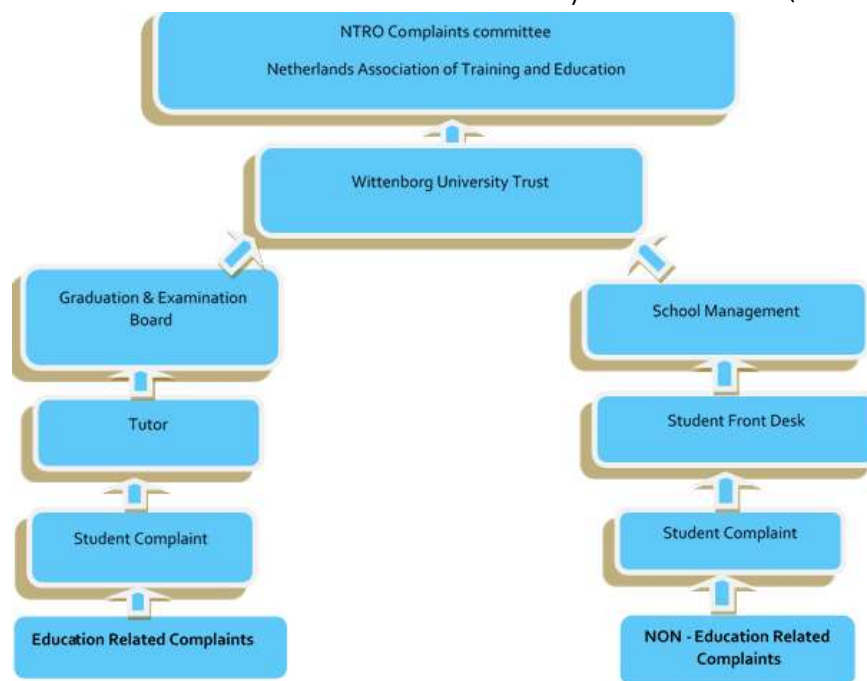 NTRO Complaints committee
Netherlands Association of Training and Education
Wittenborg University Trust
Graduation & Examination
Board
School Management
Tutor
Student Front Desk
Student Complaint
Student Complaint
Education Related Complaints
NON - Education Related
Complaints